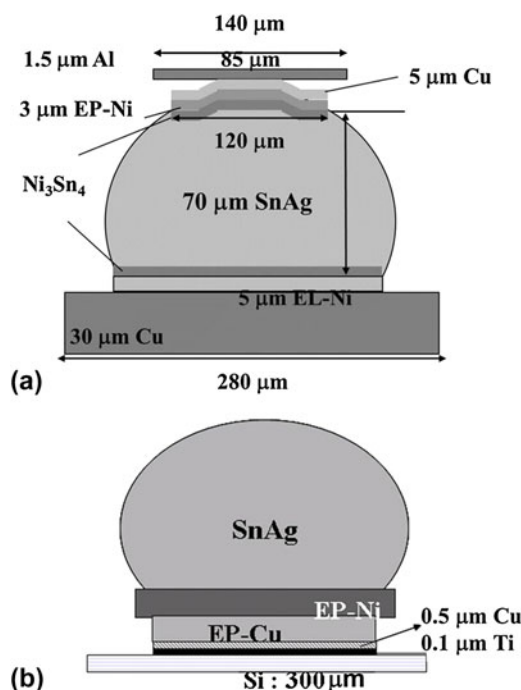 140 μm
1.5 μm Al
85 μm
5 μm Cu
3 μm EP-Ni
120 μm
Ni₃Sn₄
70 μm SnAg
5 μm EL-Ni
30 μm Cu
(a)
280 μm
SnAg
EP-Ni
0.5 μm Cu
EP-Cu
0.1 μm Ti
(b)
Si : 300μm